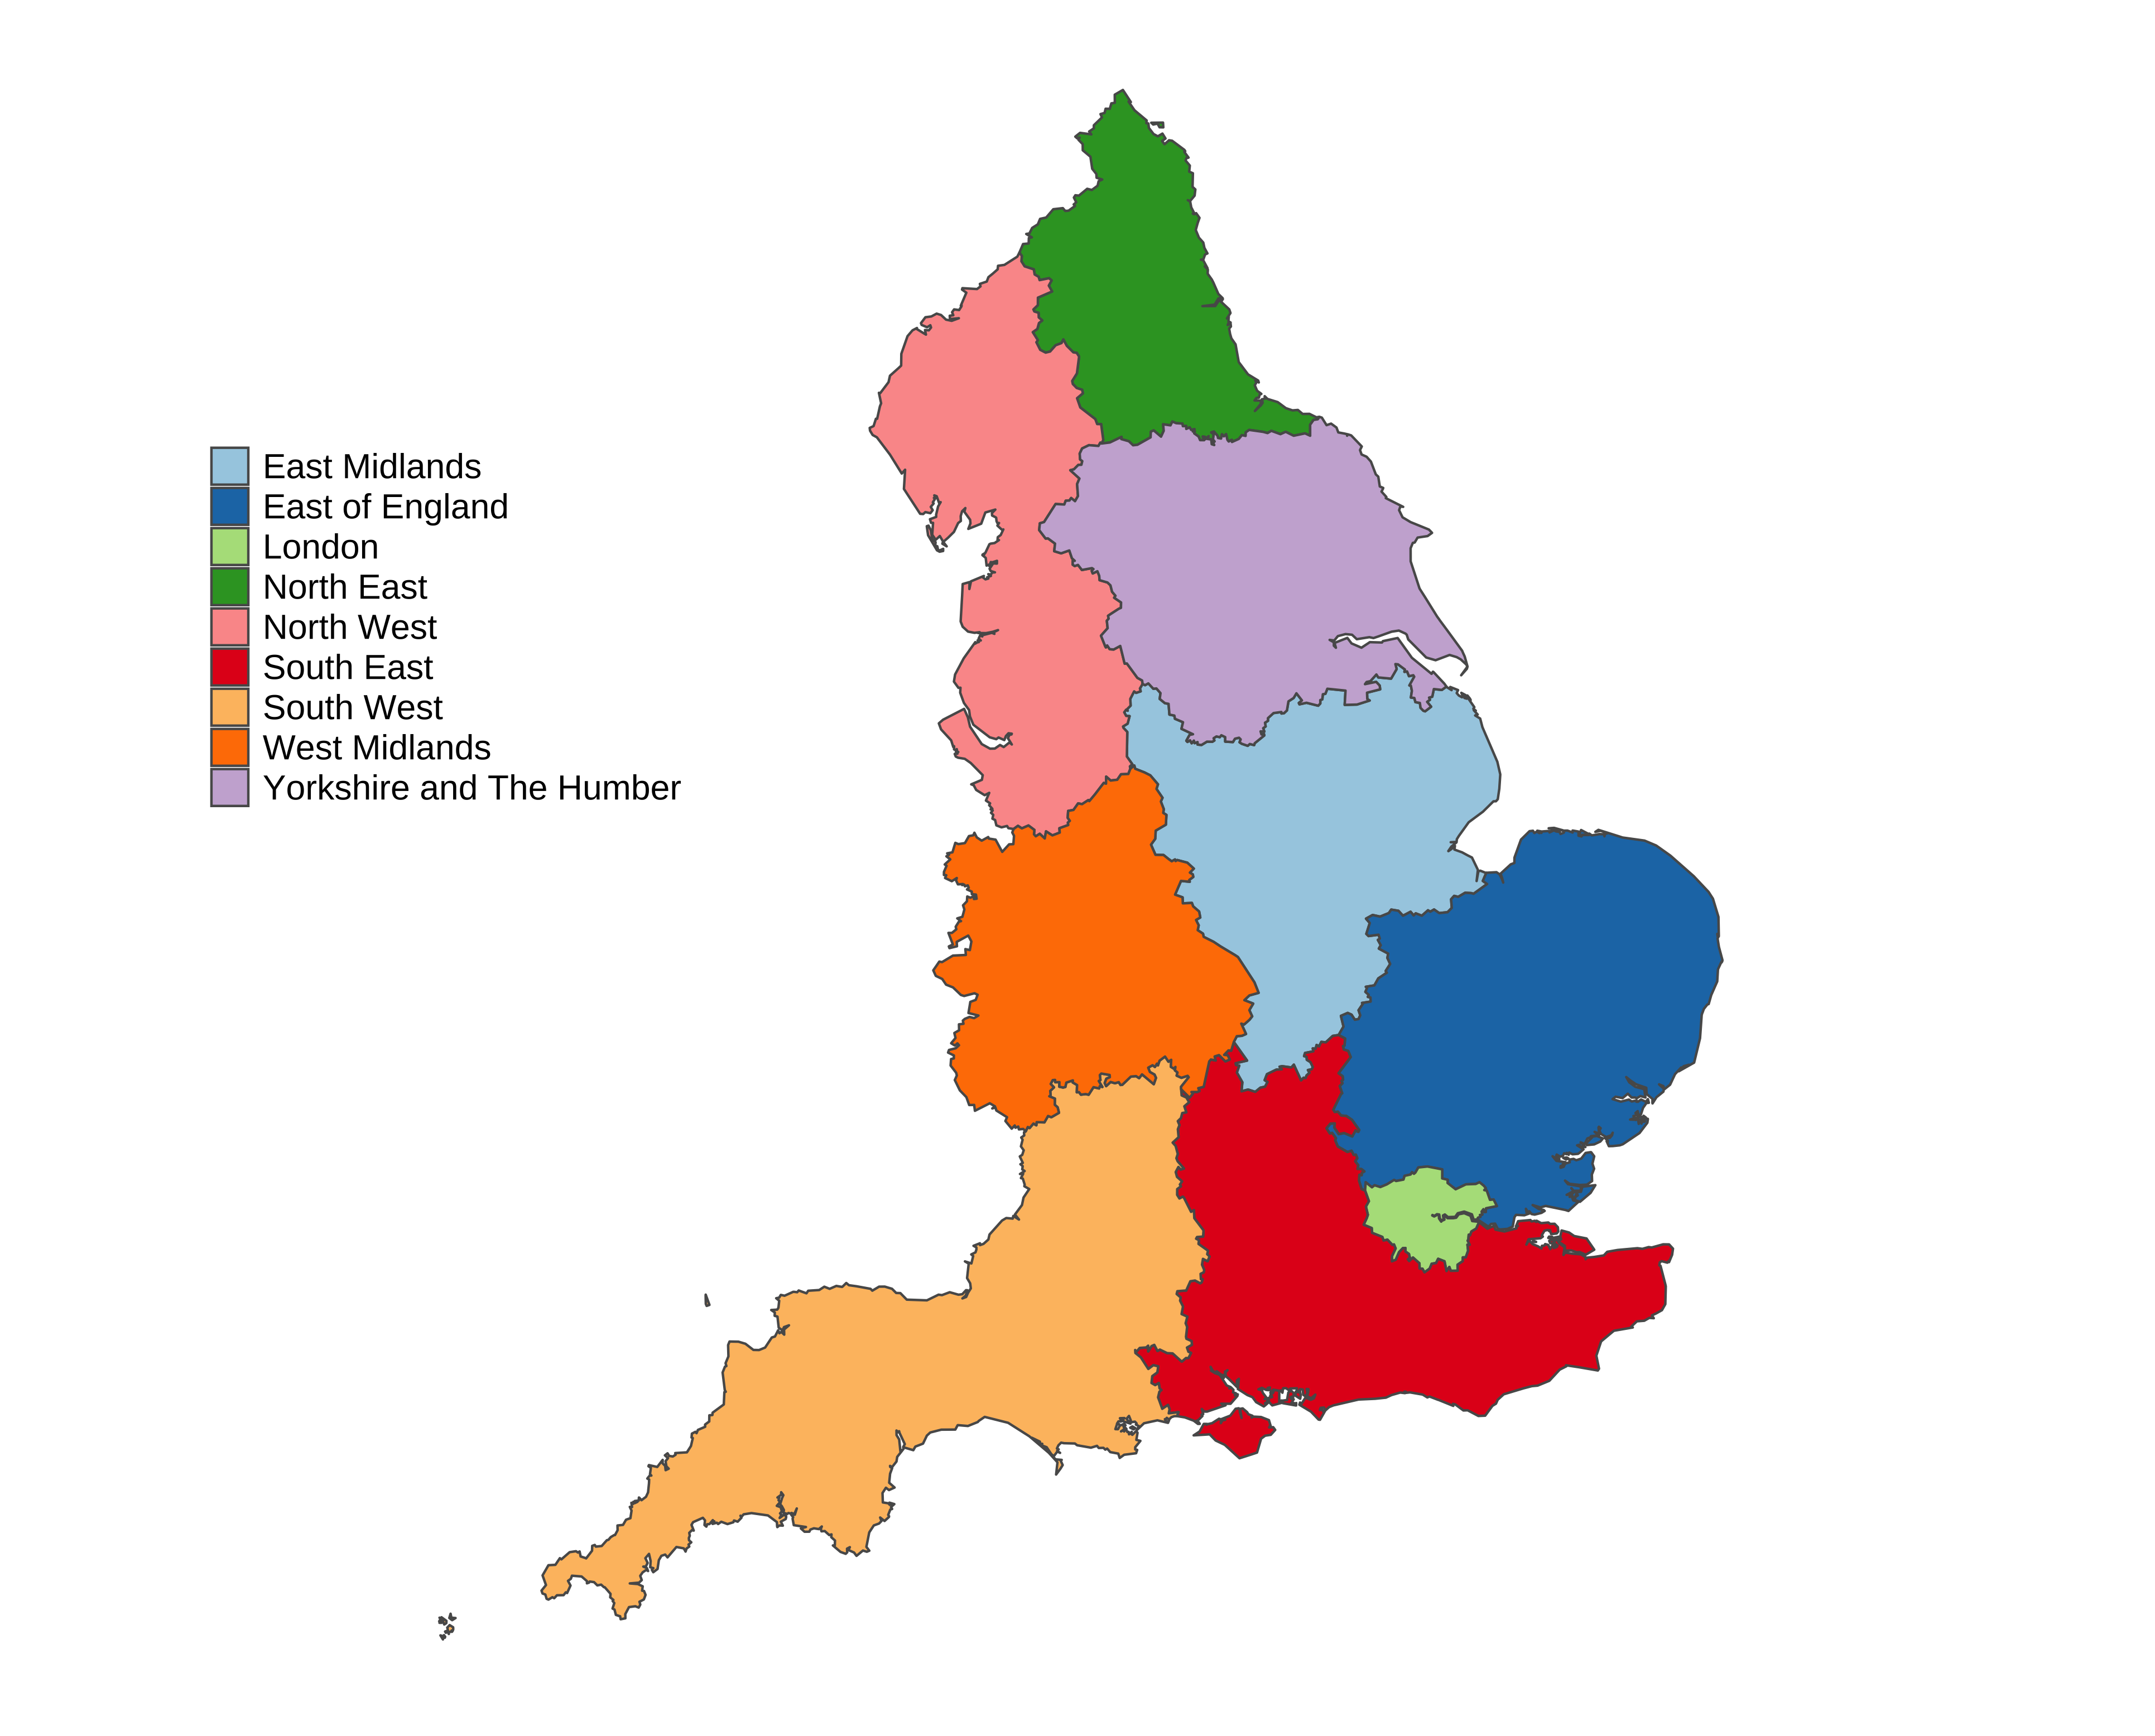 East Midlands
East of England
London
North East
North West
South East
South West
West Midlands
Yorkshire and The Humber